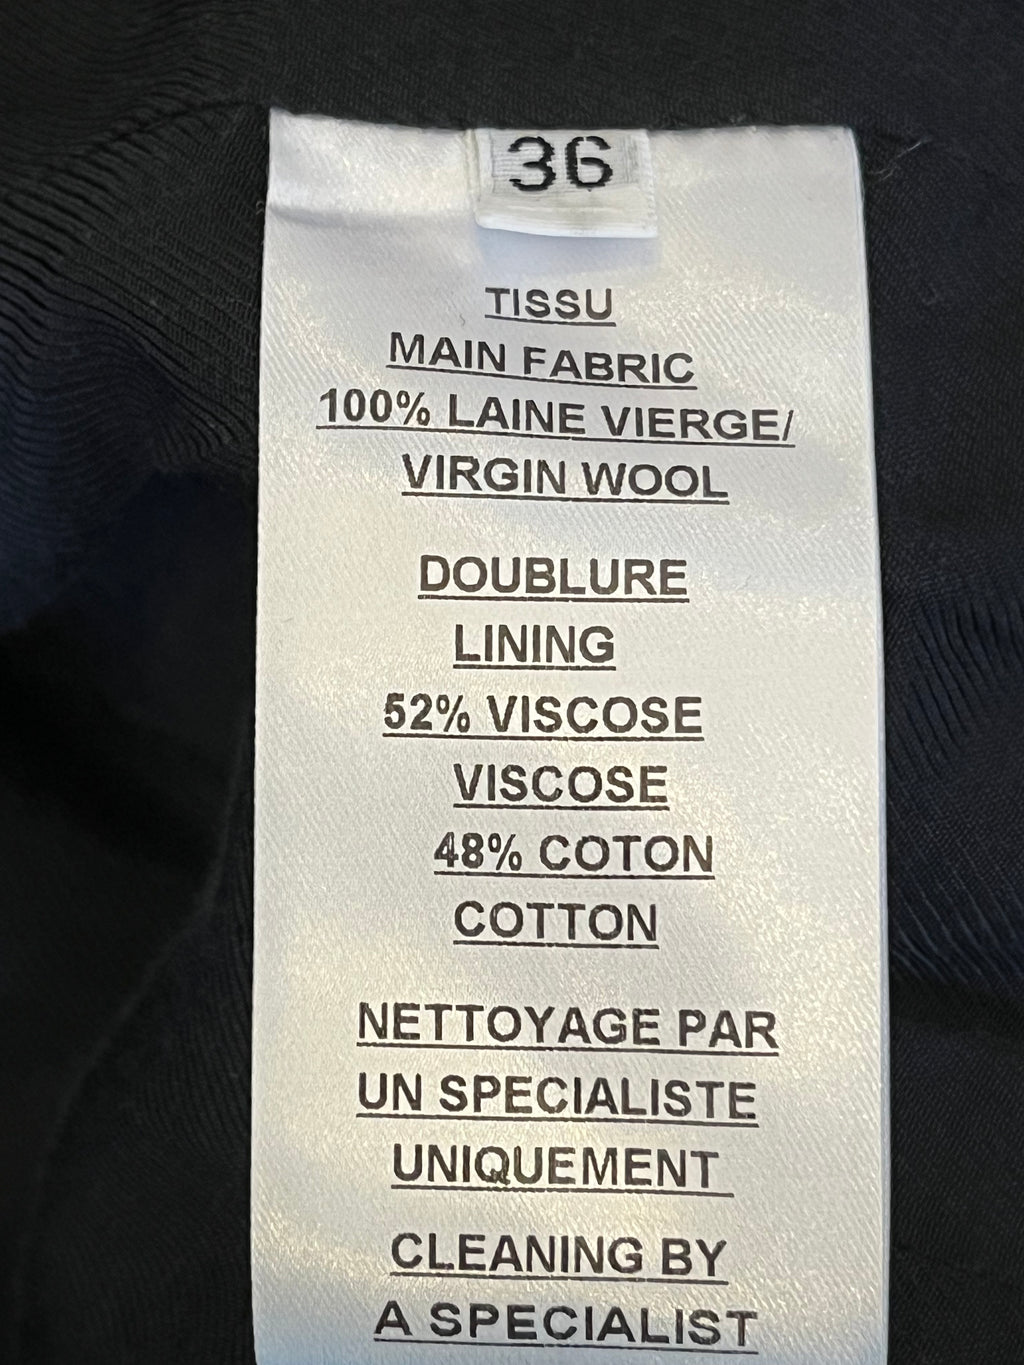 36
TISSU
MAIN FABRIC
100% LAINE VIERGE/
VIRGIN WOOL
DOUBLURE
LINING
52% VISCOSE
VISCOSE
48% COTON
COTTON
NETTOYAGE PAR
UN SPECIALISTE
UNIQUEMENT
CLEANING BY
A SPECIALIST